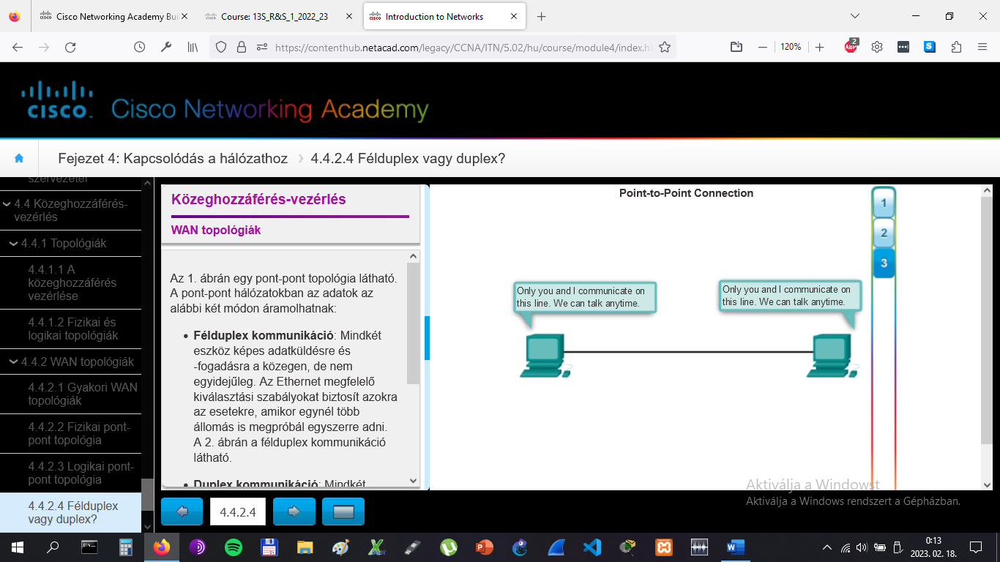 Cisco Networking Academy Bui
Course: 13S_R&S_1_2022_23
Introduction to Networks
https://contenthub.netacad.com/legacy/CCNA/ITN/5.02/hu/course/module4/index.ht
120%
ABP
2
CISCO
Cisco Networking Academy
Fejezet 4: Kapcsolódás a hálózathoz
4.4.2.4 Félduplex vagy duplex?
szervezetei
4.4 Közeghozzáférés-
vezérlés
4.4.1 Topológiák
4.4.1.1 A
közeghozzáférés
vezérlése
4.4.1.2 Fizikai és
logikai topológiák
4.4.2 WAN topológiák
4.4.2.1 Gyakori WAN
topológiák
4.4.2.2 Fizikai pont-
pont topológia
4.4.2.3 Logikai pont-
pont topológia
4.4.2.4 Félduplex
vagy duplex?
Közeghozzáférés-vezérlés
WAN topológiák
Az 1. ábrán egy pont-pont topológia látható.
A pont-pont hálózatokban az adatok az
alábbi két módon áramolhatnak:
• Félduplex kommunikáció: Mindkét
eszköz képes adatküldésre és
-fogadásra a közegen, de nem
egyidejűleg. Az Ethernet megfelelő
kiválasztási szabályokat biztosít azokra
az esetekre, amikor egynél több
állomás is megpróbál egyszerre adni.
A 2. ábrán a félduplex kommunikáció
látható.
• Duplex kommunikáció: Mindkét
4.4.2.4
Point-to-Point Connection
1
2
3
Only you and I communicate on
this line. We can talk anytime.
Only you and I communicate on
this line. We can talk anytime.
Aktiválja a Windowst
Aktiválja a Windows rendszert a Gépházban.
0:13
2023. 02. 18.